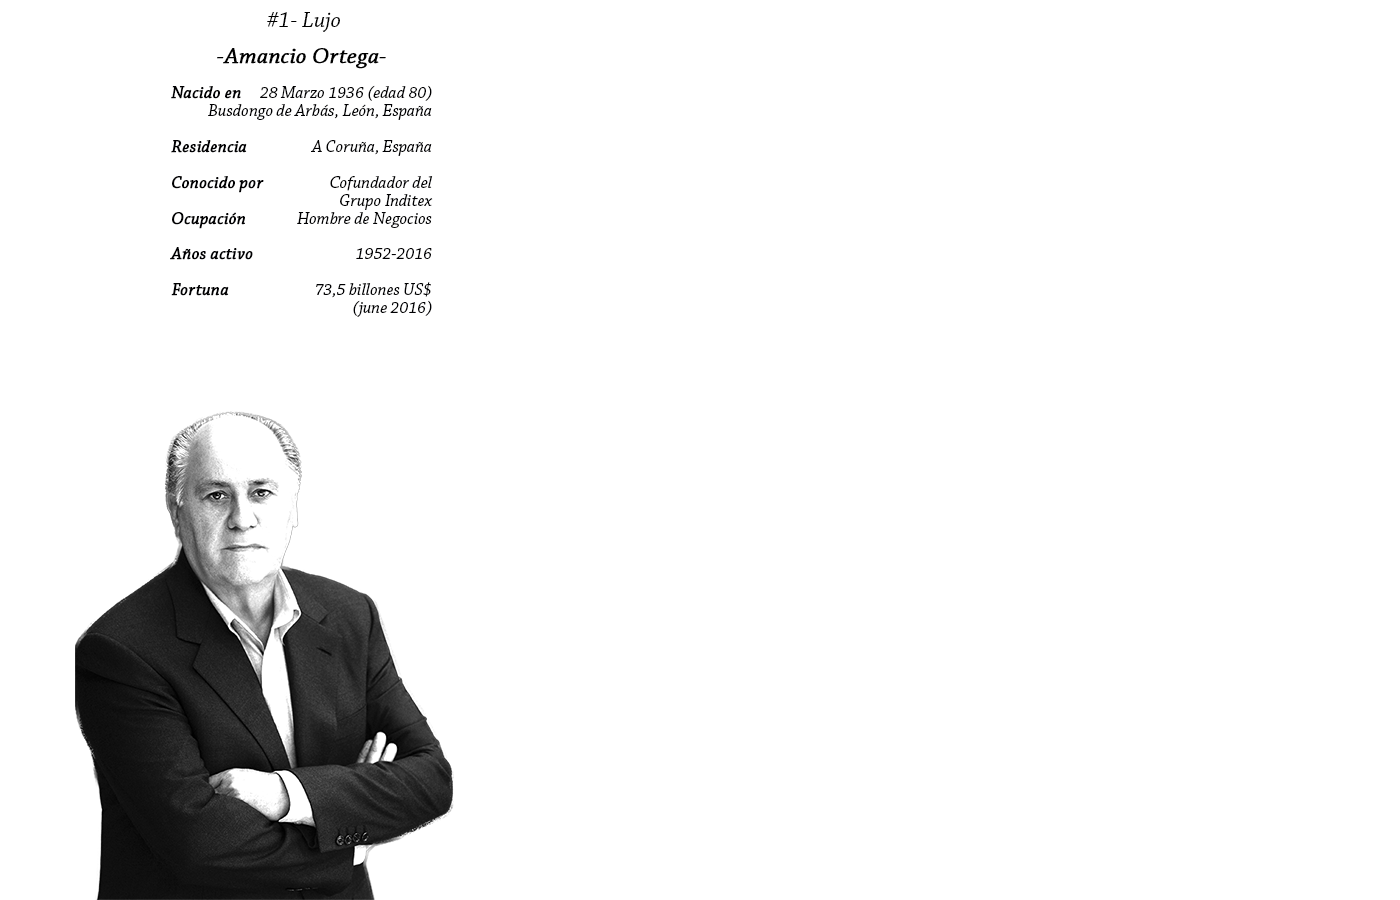 #1- Lujo
-Amancio Ortega-
Nacido en 28 Marzo 1936 (edad 80)
Busdongo de Arbás, León, España
Residencia A Coruña, España
Conocido por Cofundador del
Grupo Inditex
Ocupación Hombre de Negocios
Años activo 1952-2016
Fortuna 73,5 billones US$
(june 2016)